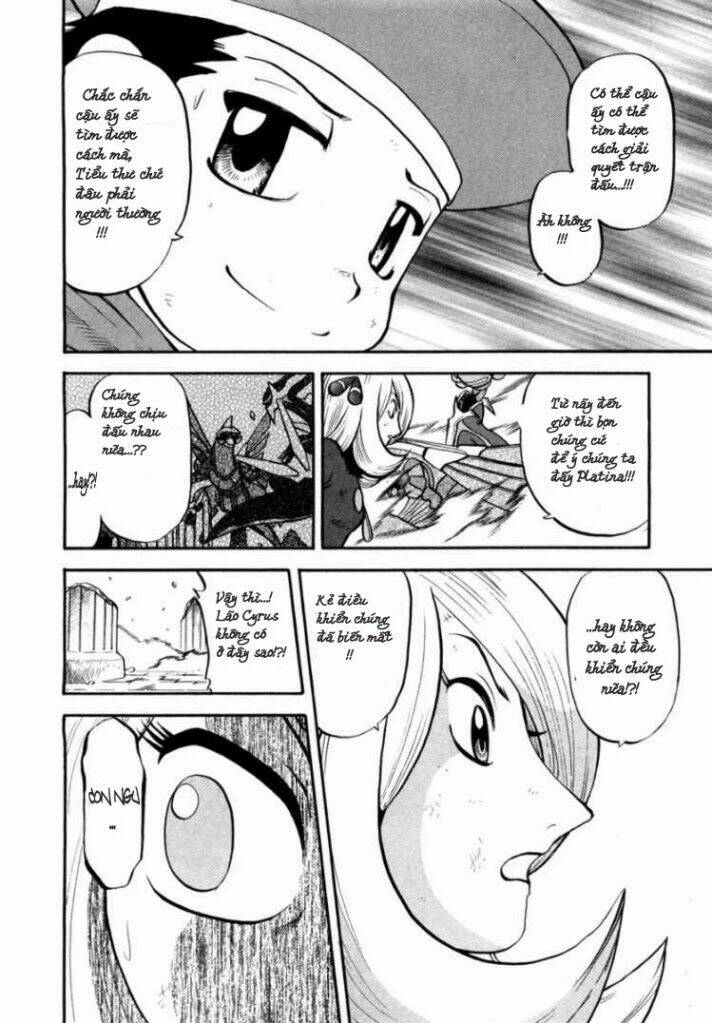 Có thể cậu
ấy có thể
tìm được
cách giải
quyết trận
đấu...!!!
Àh không
!!!
Chắc chắn
cậu ấy sẽ
tìm được
cách mà,
Tiểu thư chứ
đâu phải
người thường
!!!
Từ nãy đến
giờ thì bọn
chúng cứ
để ý chúng ta
đấy Platina!!!
Chúng
không chịu
đấu nhau
nữa...??
..hay!?!
...hay không
còn ai điều
khiển chúng
nữa!?!
Kẻ điều
khiển chúng
đã biến mất
!!
Vậy thì...!
Lão Cyrus
không có
ở đây sao!?!
CON NGU
...